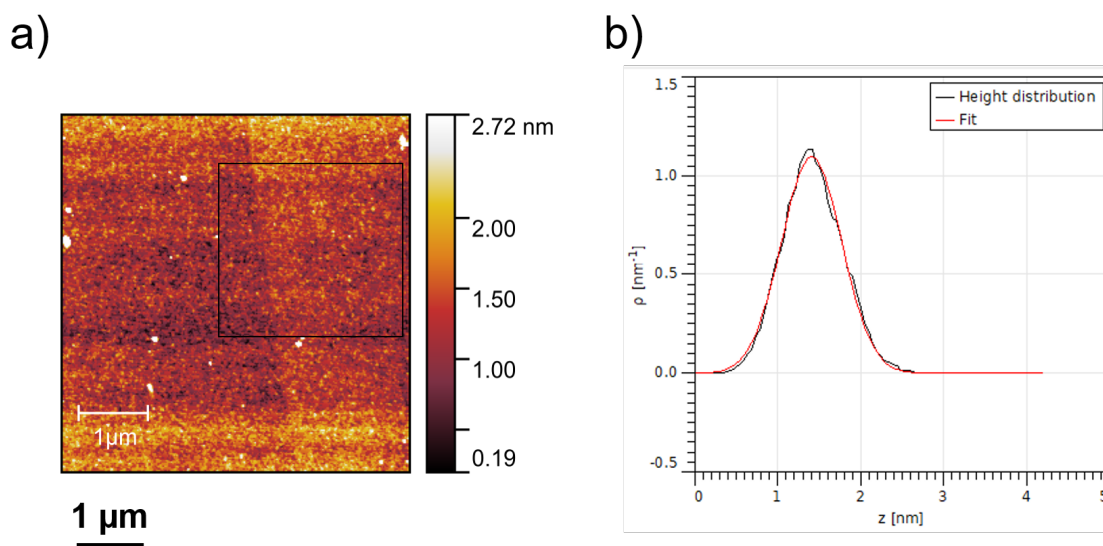 a)
2.72 nm
2.00
1.50
1.00
0.19
1µm
1 µm
b)
1.5
1.0
0.5
0.0
-0.5
ρ [nm⁻¹]
Height distribution
Fit
0 1 2 3 4 5
z [nm]